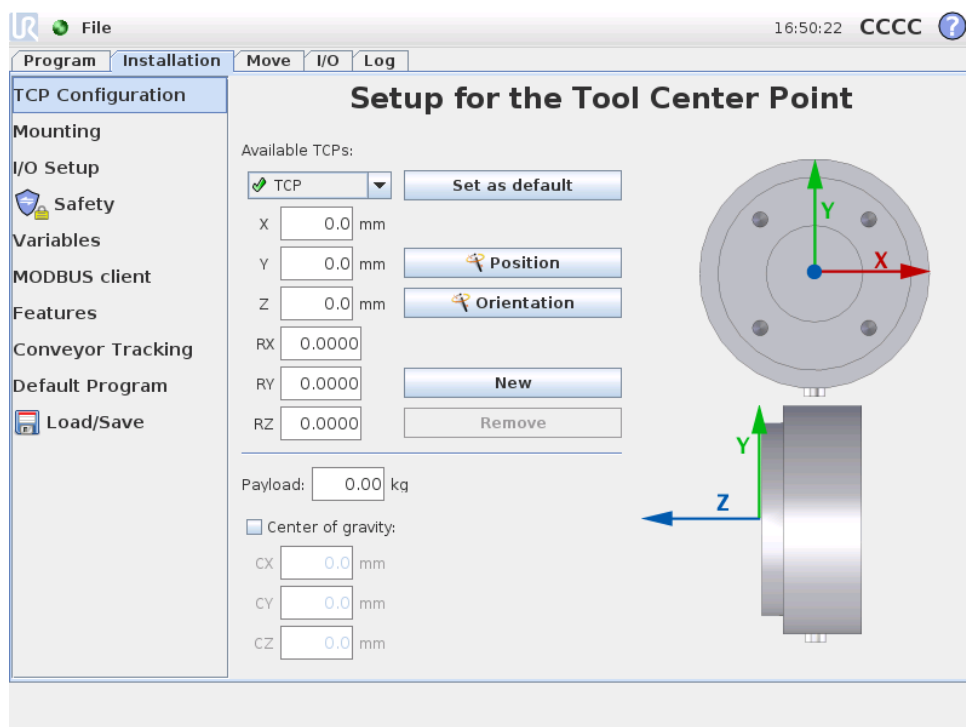 UR File 16:50:22 CCCC ?
Program Installation Move I/O Log
TCP Configuration
Mounting
I/O Setup
Safety
Variables
MODBUS client
Features
Conveyor Tracking
Default Program
Load/Save
Setup for the Tool Center Point
Available TCPs:
TCP Set as default
X 0.0 mm
Y 0.0 mm Position
Z 0.0 mm Orientation
RX 0.0000
RY 0.0000 New
RZ 0.0000 Remove
Payload: 0.00 kg
Center of gravity:
CX 0.0 mm
CY 0.0 mm
CZ 0.0 mm
Y
X
Y
Z